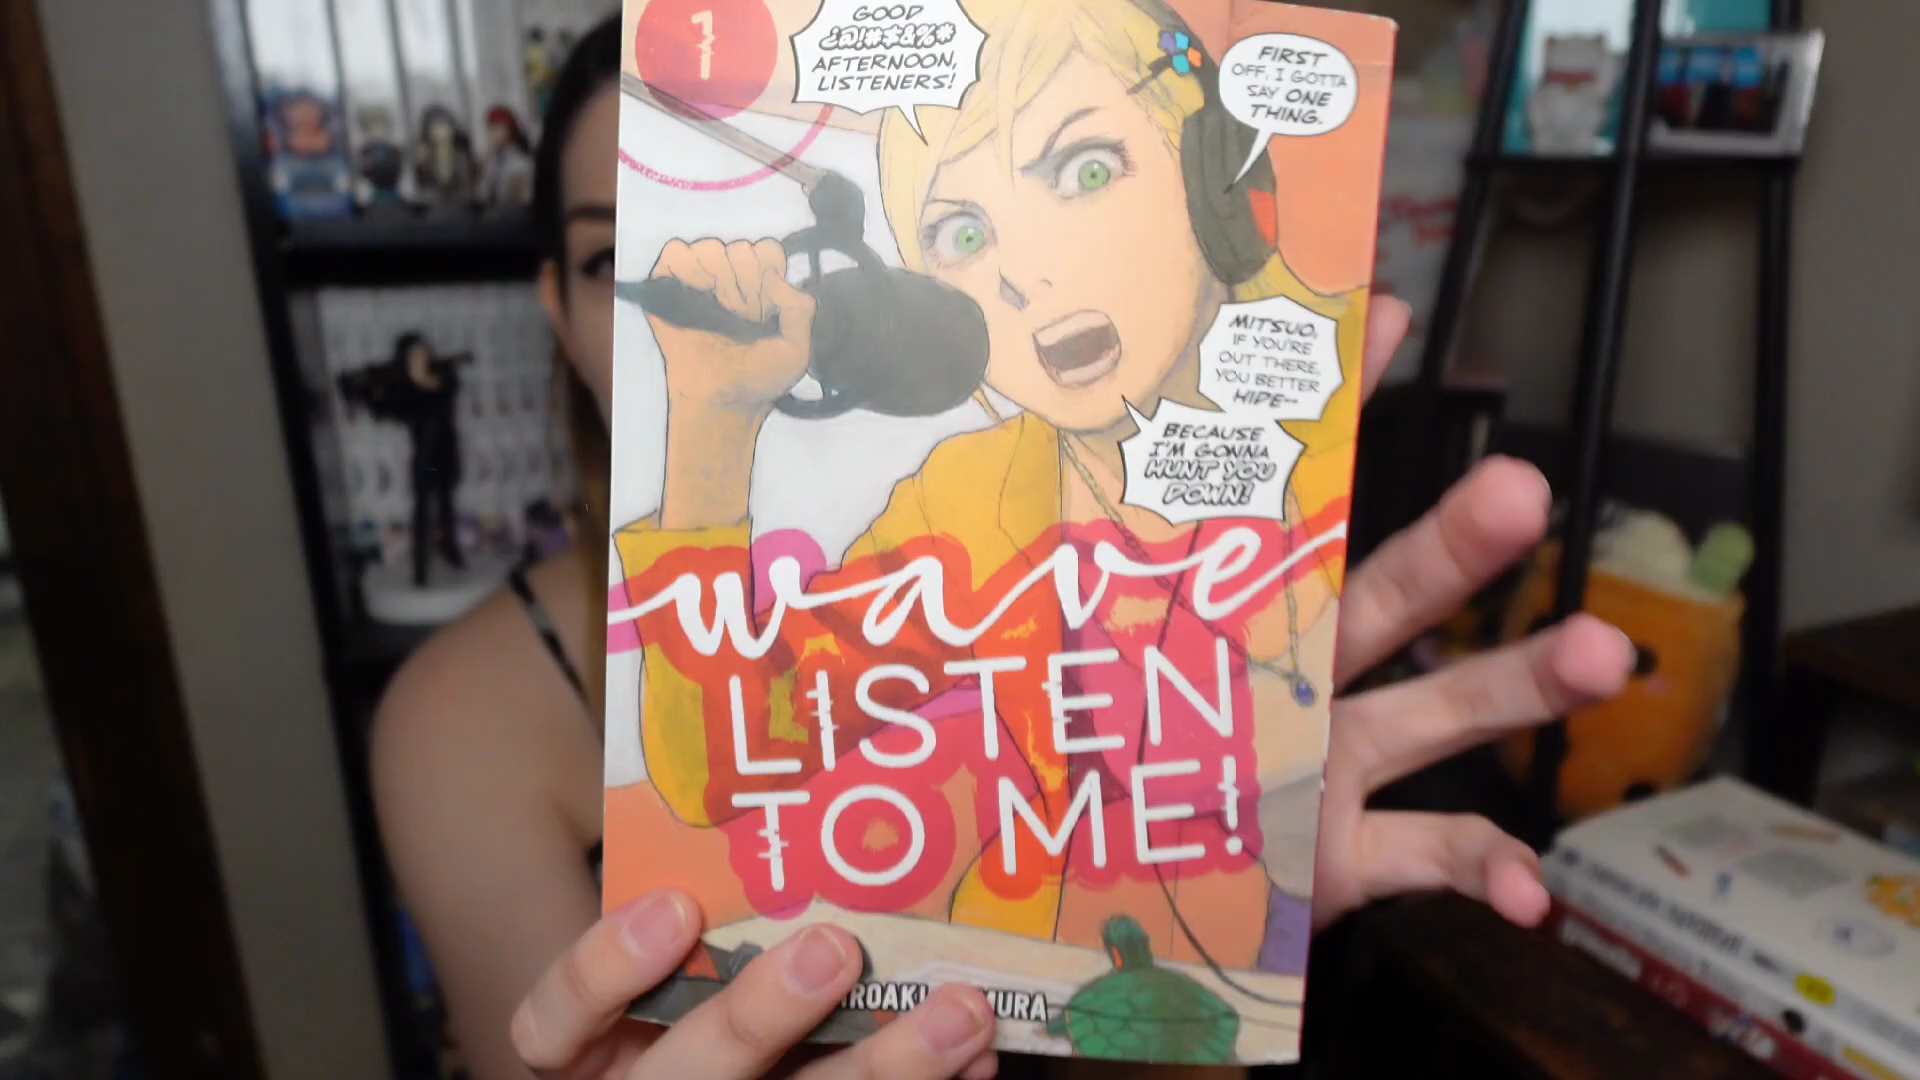 1
GOOD
¿@!#$&%*
AFTERNOON,
LISTENERS!
FIRST
OFF, I GOTTA
SAY ONE
THING.
MITSUO,
IF YOU'RE
OUT THERE,
YOU BETTER
HIDE--
BECAUSE
I'M GONNA
HUNT YOU
DOWN!
wave
LISTEN
TO ME!